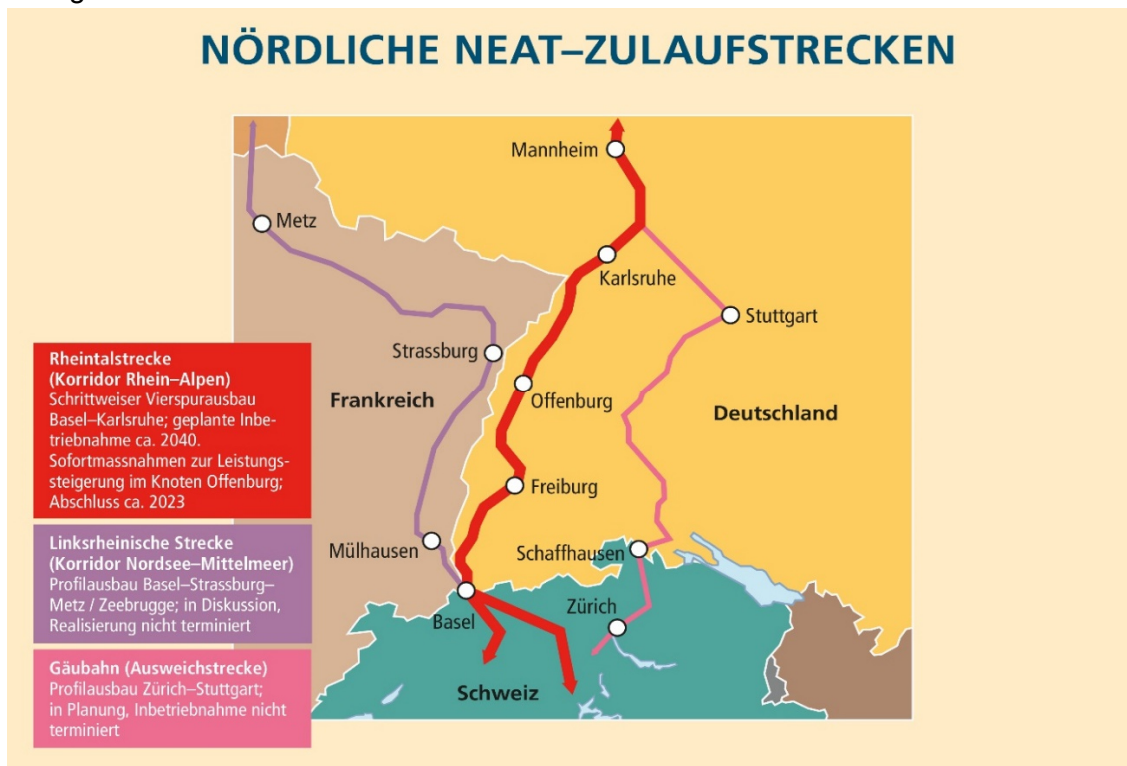 NÖRDLICHE NEAT–ZULAUFSTRECKEN
Mannheim
Metz
Karlsruhe
Stuttgart
Strassburg
Rheintalstrecke
(Korridor Rhein–Alpen)
Schrittweiser Vierspurausbau
Basel–Karlsruhe; geplante Inbe-
triebnahme ca. 2040.
Sofortmassnahmen zur Leistungs-
steigerung im Knoten Offenburg;
Abschluss ca. 2023
Frankreich
Offenburg
Deutschland
Freiburg
Linksrheinische Strecke
(Korridor Nordsee–Mittelmeer)
Profilausbau Basel–Strassburg–
Metz / Zeebrugge; in Diskussion,
Realisierung nicht terminiert
Mülhausen
Schaffhausen
Basel
Zürich
Gäubahn (Ausweichstrecke)
Profilausbau Zürich–Stuttgart;
in Planung, Inbetriebnahme nicht
terminiert
Schweiz